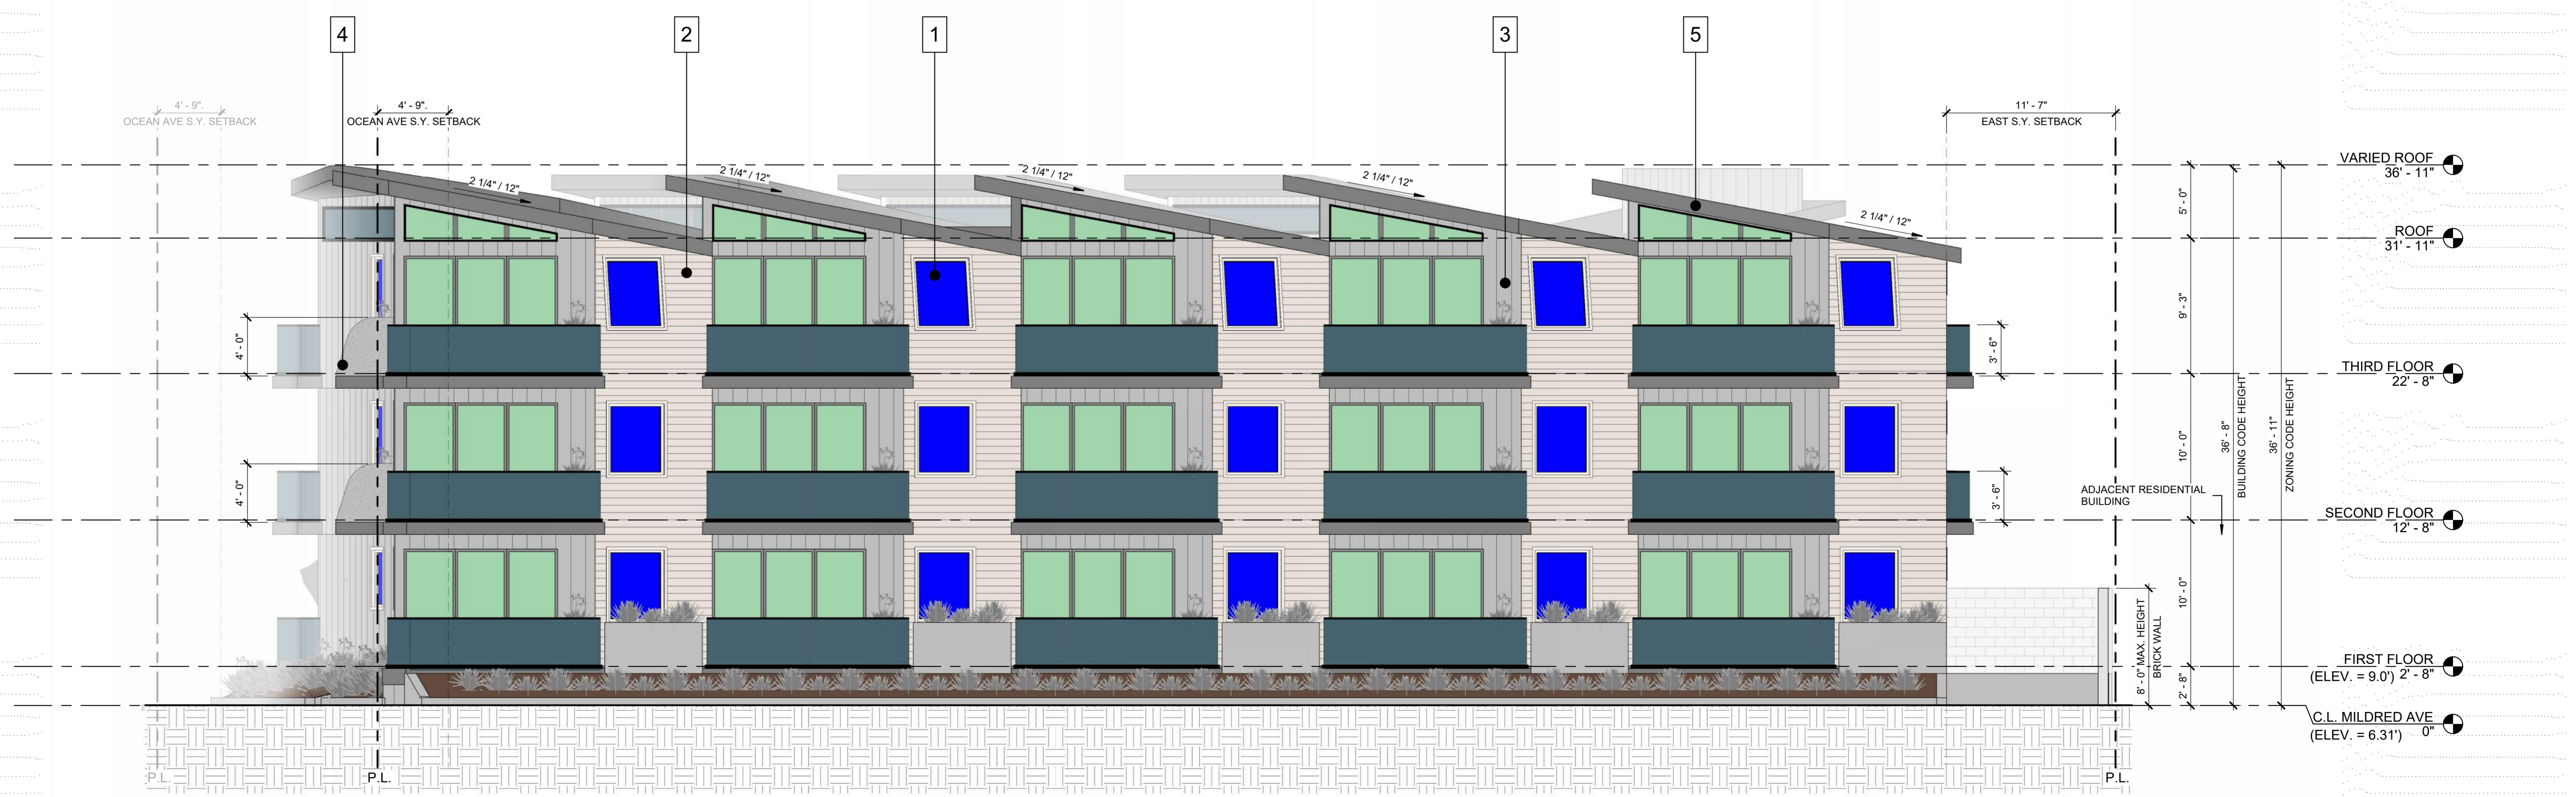 4
2
1
3
5
4' - 9".
OCEAN AVE S.Y. SETBACK
4' - 9".
OCEAN AVE S.Y. SETBACK
11' - 7"
EAST S.Y. SETBACK
2 1/4" / 12"
2 1/4" / 12"
2 1/4" / 12"
2 1/4" / 12"
2 1/4" / 12"
VARIED ROOF
36' - 11"
5' - 0"
ROOF
31' - 11"
9' - 3"
4' - 0"
3' - 6"
THIRD FLOOR
22' - 8"
10' - 0"
36' - 8"
BUILDING CODE HEIGHT
36' - 11"
ZONING CODE HEIGHT
4' - 0"
3' - 6"
ADJACENT RESIDENTIAL
BUILDING
SECOND FLOOR
12' - 8"
10' - 0"
8' - 0" MAX. HEIGHT
BRICK WALL
FIRST FLOOR
(ELEV. = 9.0') 2' - 8"
2' - 8"
C.L. MILDRED AVE
(ELEV. = 6.31') 0"
P.L.
P.L.
P.L.